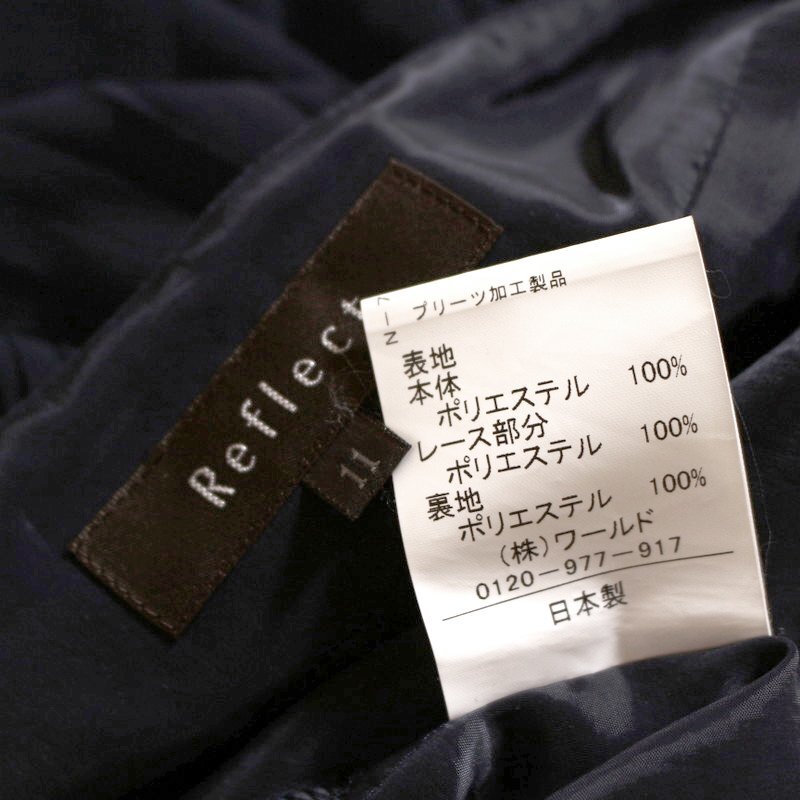 Reflect
11
プリーツ加工製品
表地
本体
ポリエステル 100%
レース部分
ポリエステル 100%
裏地
ポリエステル 100%
(株)ワールド
0120-977-917
日本製